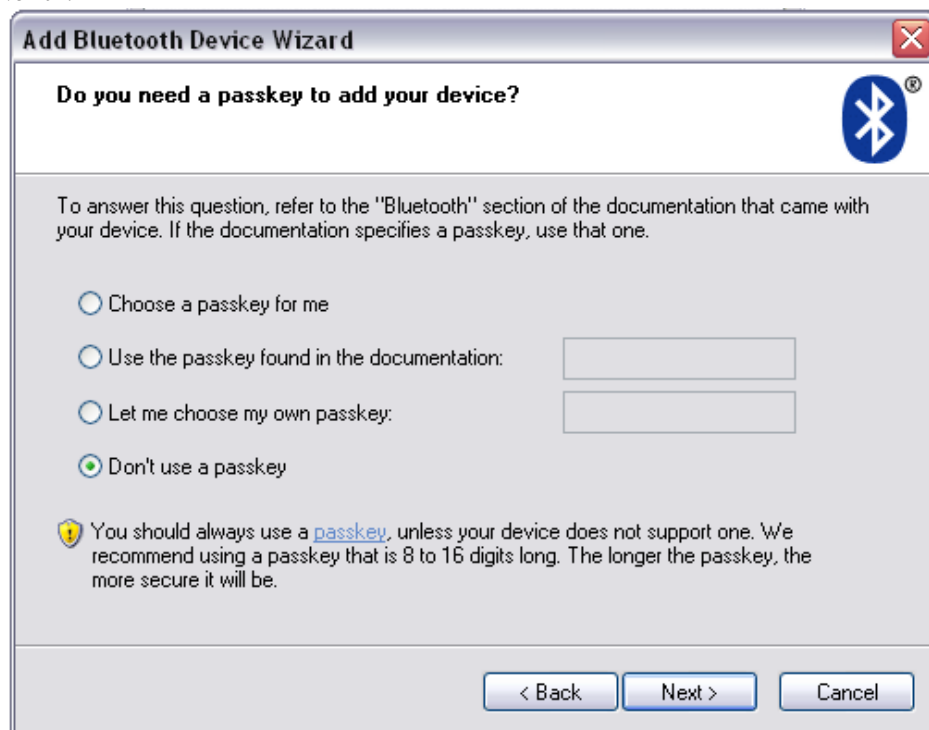 Add Bluetooth Device Wizard
Do you need a passkey to add your device?
®
To answer this question, refer to the "Bluetooth" section of the documentation that came with
your device. If the documentation specifies a passkey, use that one.
Choose a passkey for me
Use the passkey found in the documentation:
Let me choose my own passkey:
Don't use a passkey
You should always use a passkey, unless your device does not support one. We
recommend using a passkey that is 8 to 16 digits long. The longer the passkey, the
more secure it will be.
< Back Next > Cancel